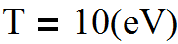 T = 10(eV)